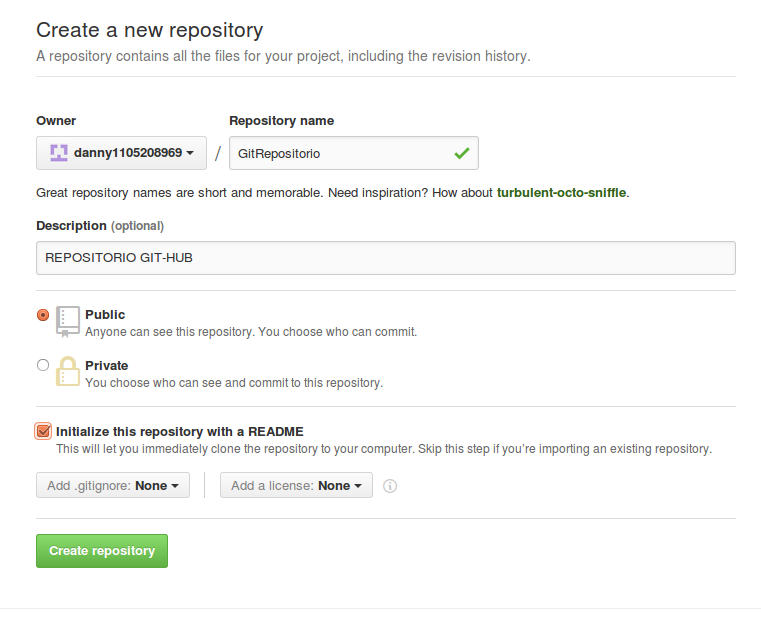 Create a new repository
A repository contains all the files for your project, including the revision history.
Owner Repository name
danny1105208969 / GitRepositorio
Great repository names are short and memorable. Need inspiration? How about turbulent-octo-sniffle.
Description (optional)
REPOSITORIO GIT-HUB
Public
Anyone can see this repository. You choose who can commit.
Private
You choose who can see and commit to this repository.
Initialize this repository with a README
This will let you immediately clone the repository to your computer. Skip this step if you're importing an existing repository.
Add .gitignore: None Add a license: None
Create repository